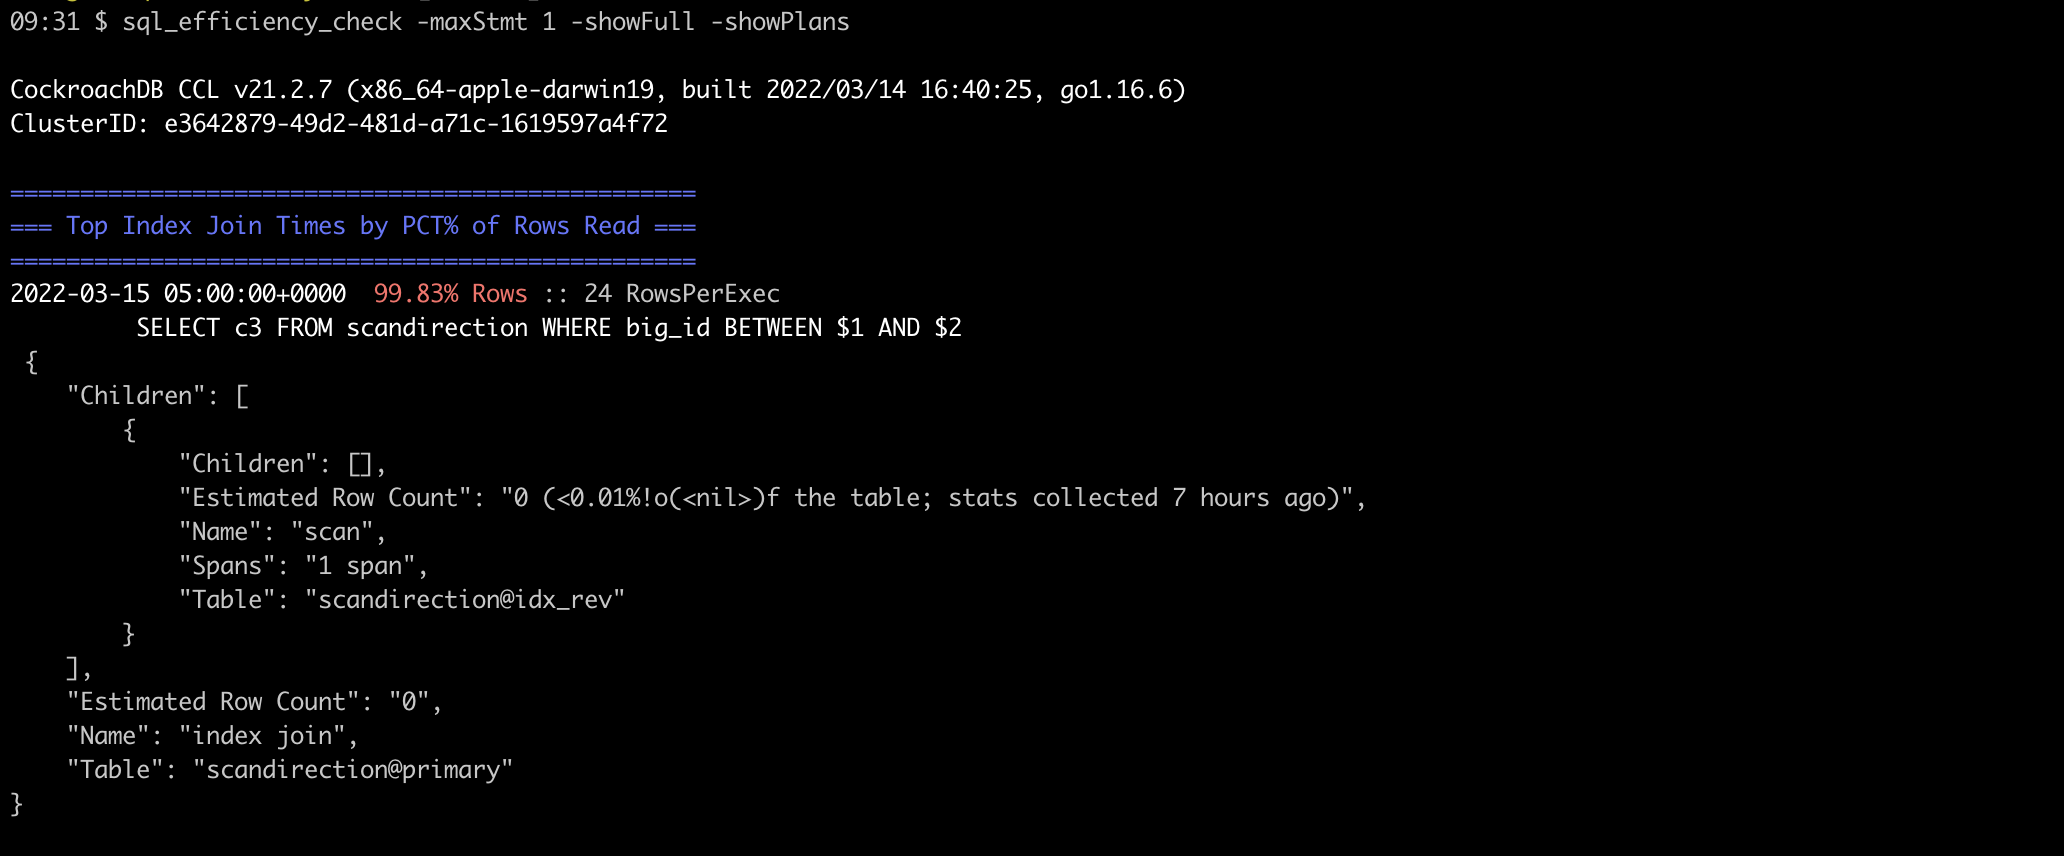 09:31 $ sql_efficiency_check -maxStmt 1 -showFull -showPlans
CockroachDB CCL v21.2.7 (x86_64-apple-darwin19, built 2022/03/14 16:40:25, go1.16.6)
ClusterID: e3642879-49d2-481d-a71c-1619597a4f72
=================================================
=== Top Index Join Times by PCT% of Rows Read ===
=================================================
2022-03-15 05:00:00+0000  99.83% Rows :: 24 RowsPerExec
         SELECT c3 FROM scandirection WHERE big_id BETWEEN $1 AND $2
 {
    "Children": [
        {
            "Children": [],
            "Estimated Row Count": "0 (<0.01%!o(<nil>)f the table; stats collected 7 hours ago)",
            "Name": "scan",
            "Spans": "1 span",
            "Table": "scandirection@idx_rev"
        }
    ],
    "Estimated Row Count": "0",
    "Name": "index join",
    "Table": "scandirection@primary"
}